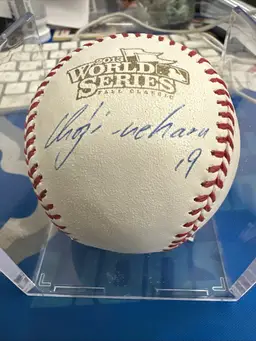 2013
WORLD
SERIES
FALL CLASSIC
Koji Uehara
19